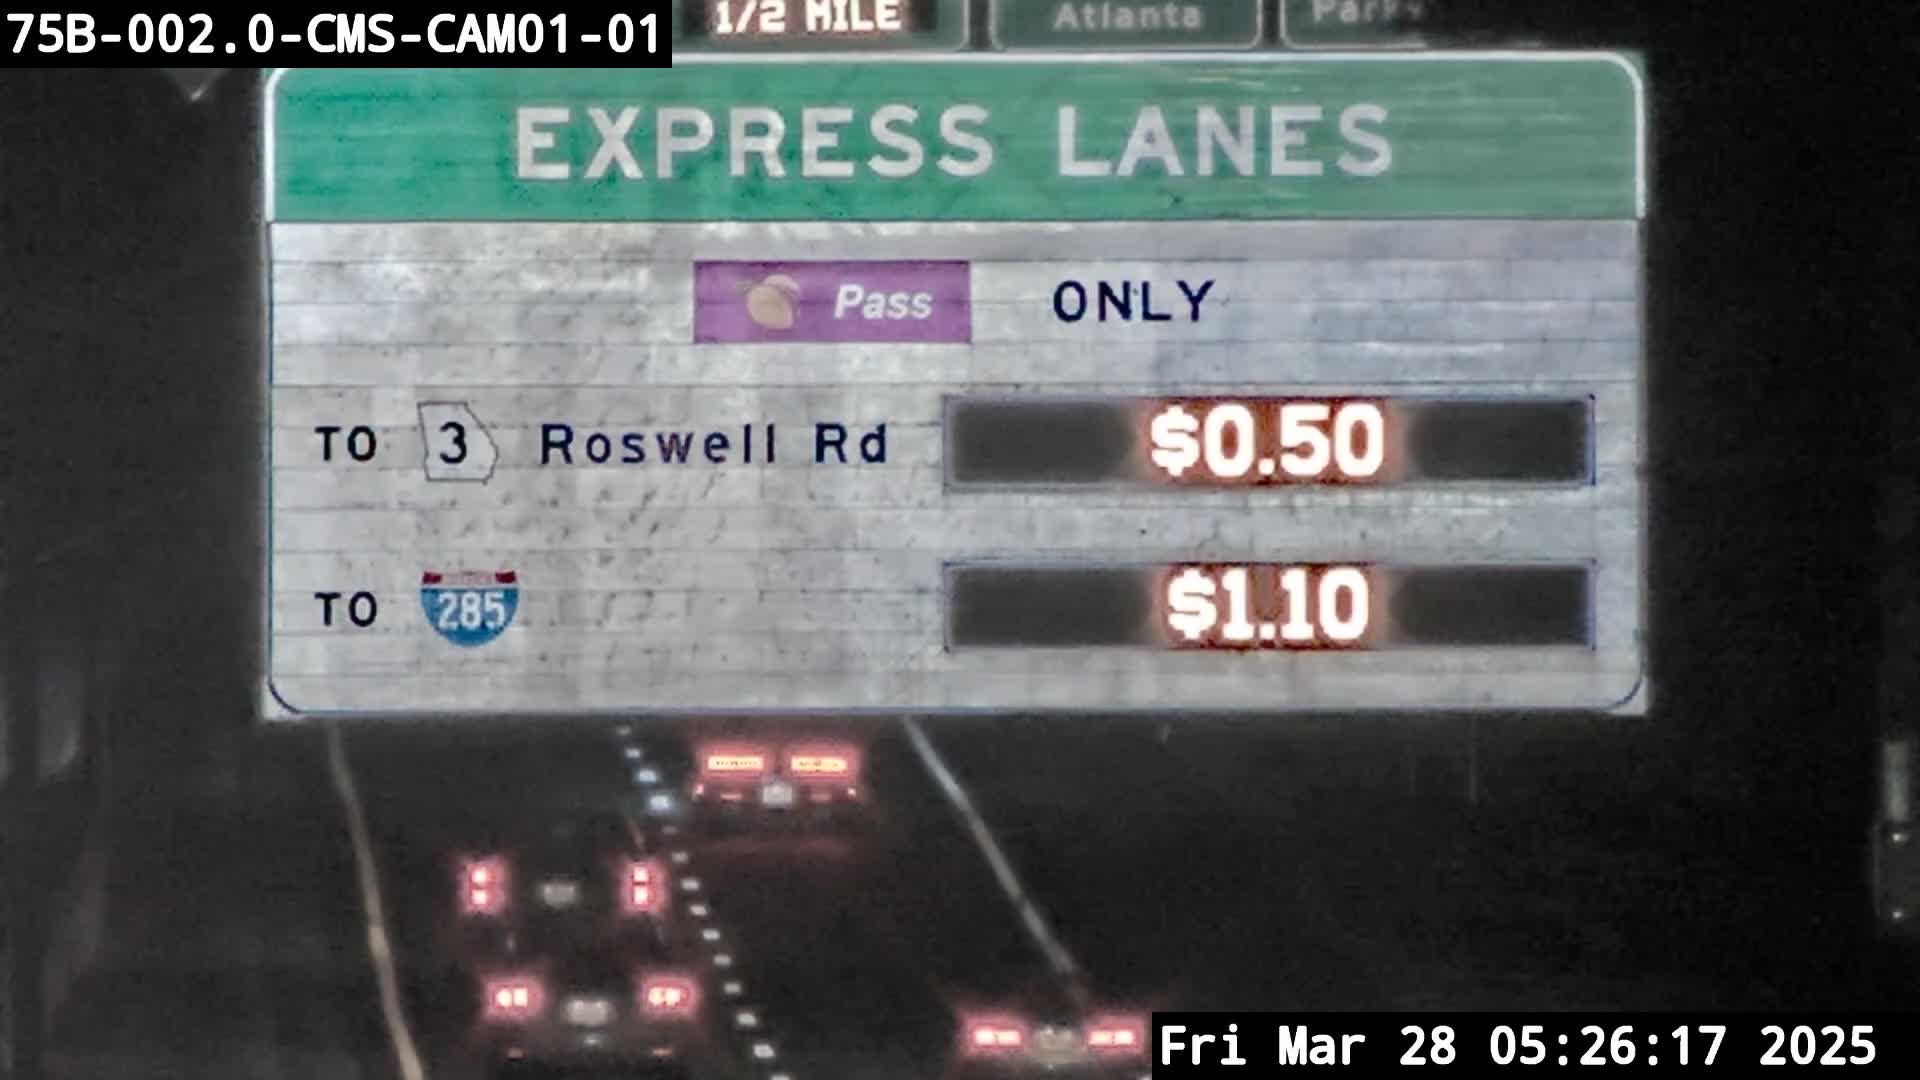 75B-002.0-CMS-CAM01-01
1/2 MILE
Atlanta
EXPRESS LANES
Pass ONLY
TO 3 Roswell Rd $0.50
TO 285 $1.10
Fri Mar 28 05:26:17 2025